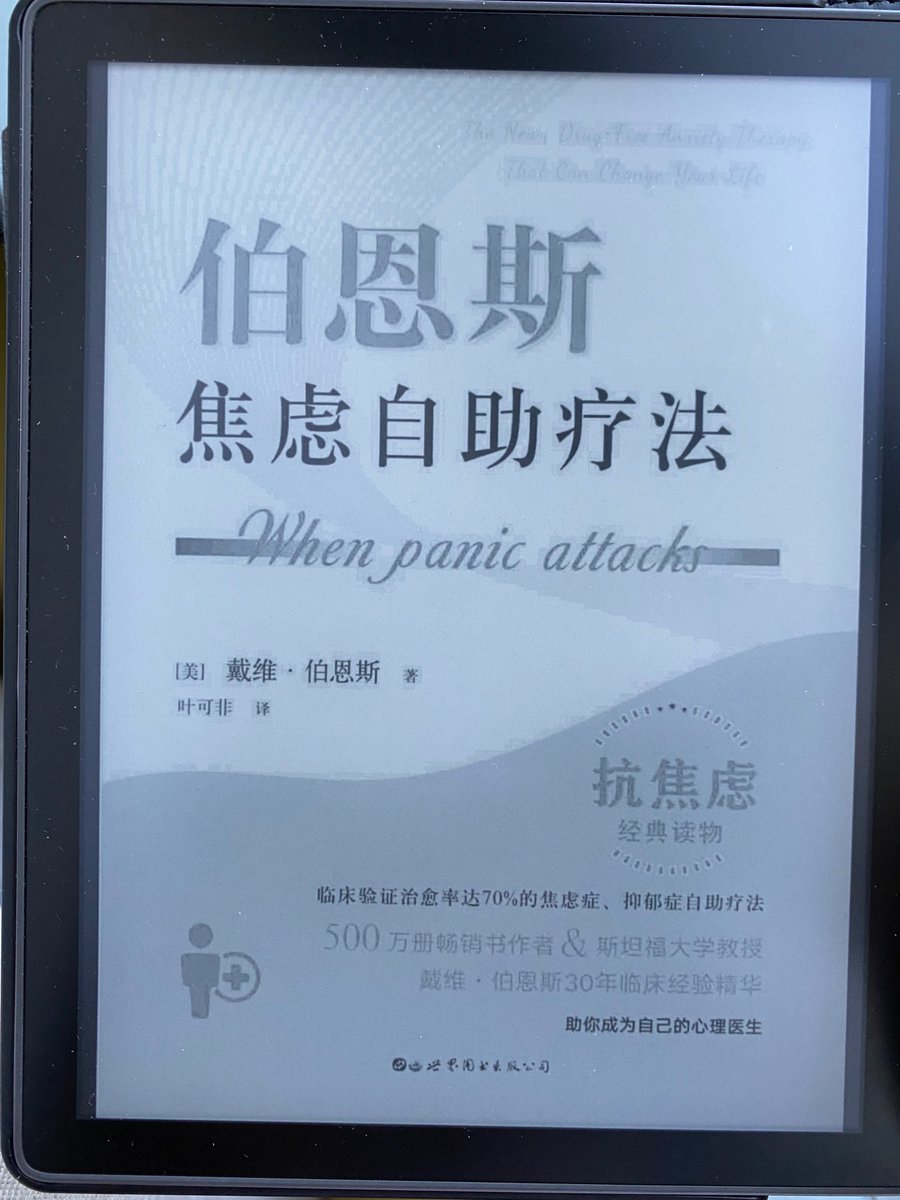 The New, Drug-Free Anxiety Therapy
That Can Change Your Life
伯恩斯
焦虑自助疗法
When panic attacks
[美] 戴维·伯恩斯 著
叶可非 译
抗焦虑
经典读物
临床验证治愈率达70%的焦虑症、抑郁症自助疗法
500万册畅销书作者&斯坦福大学教授
戴维·伯恩斯30年临床经验精华
助你成为自己的心理医生
世界图书出版公司